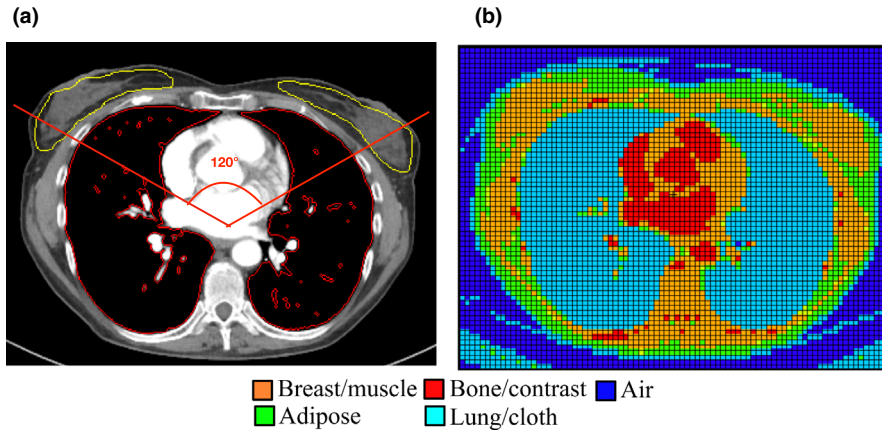 (a)
(b)
120°
Breast/muscle
Bone/contrast
Air
Adipose
Lung/cloth